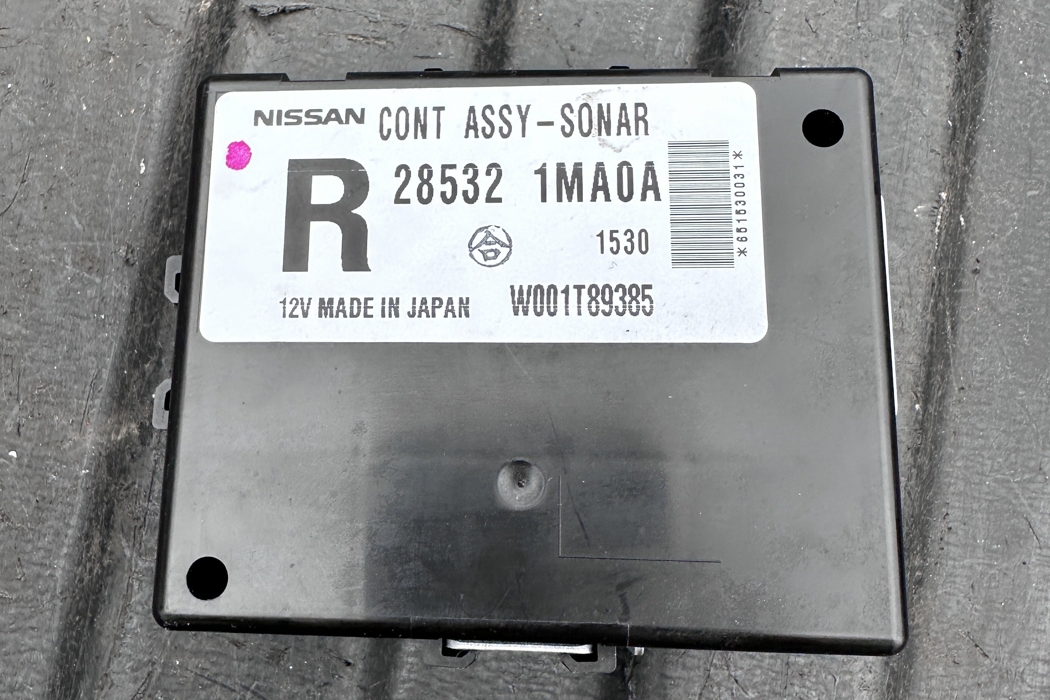 NISSAN CONT ASSY-SONAR
R 28532 1MA0A
1530
12V MADE IN JAPAN W001T89385
*651530031*